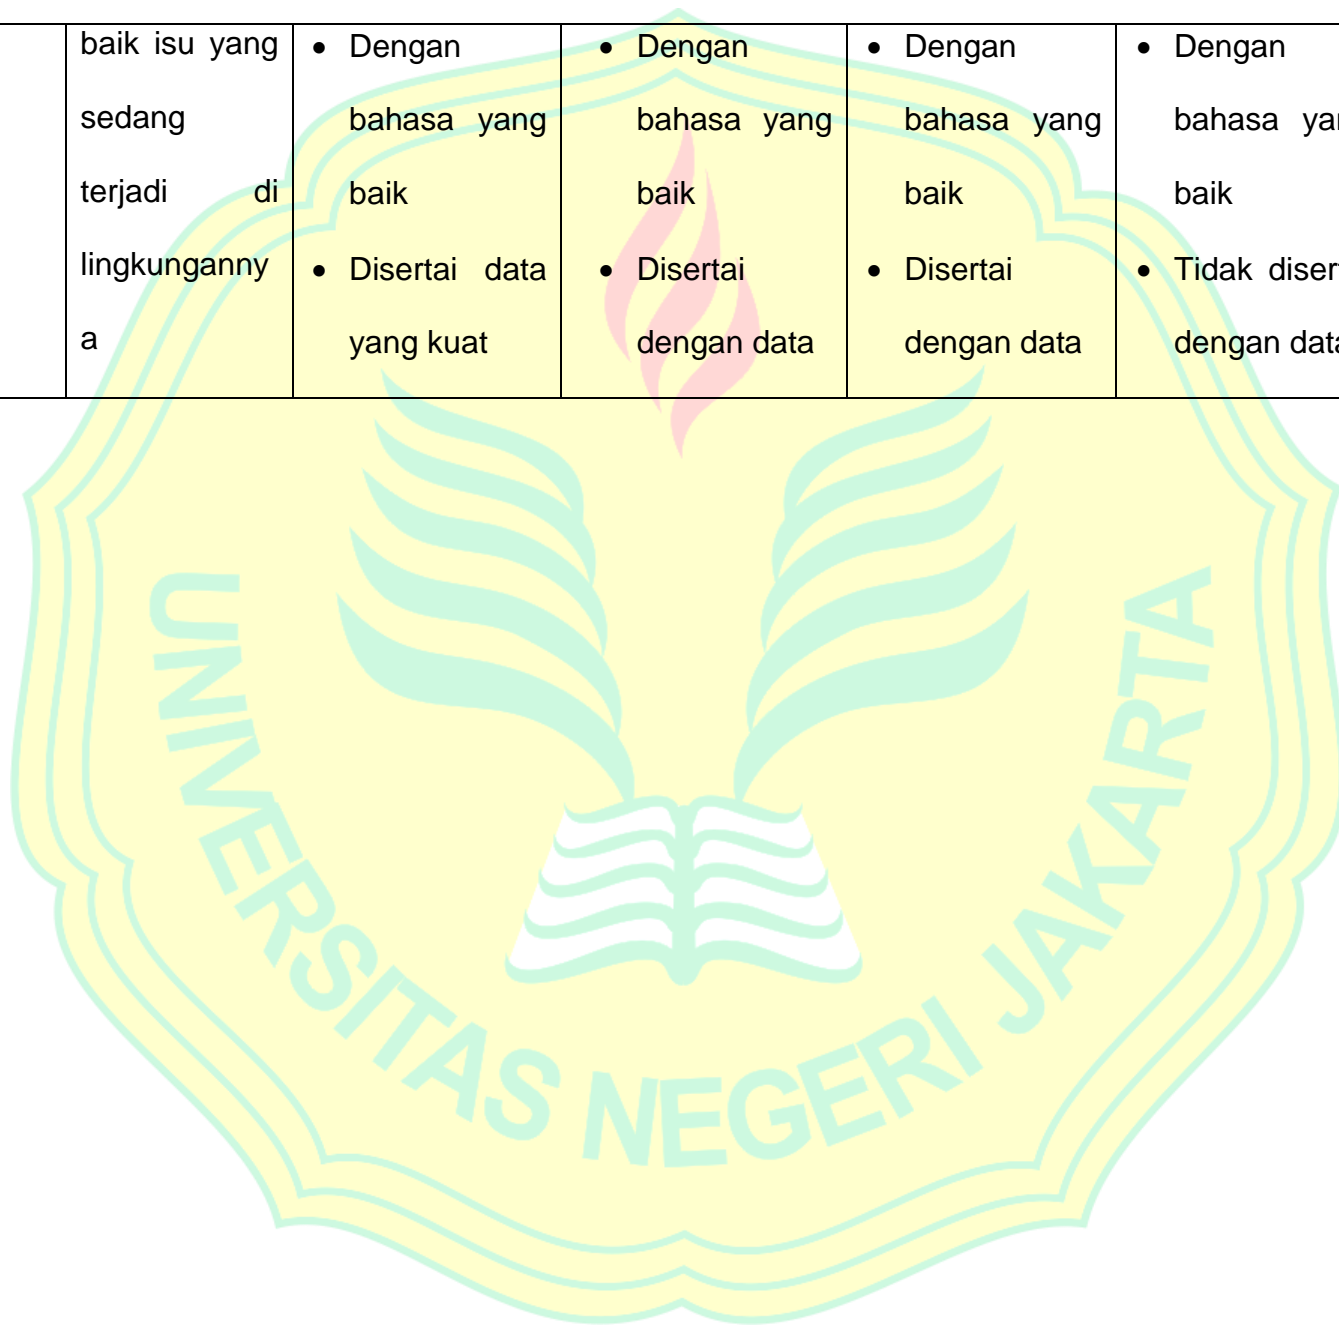 baik isu yang
sedang
terjadi di
lingkunganny
a
• Dengan
bahasa yang
baik
• Disertai data
yang kuat
• Dengan
bahasa yang
baik
• Disertai
dengan data
• Dengan
bahasa yang
baik
• Disertai
dengan data
• Dengan
bahasa
baik
• Tidak
dengan
UNIVERSITAS NEGERI JAKARTA